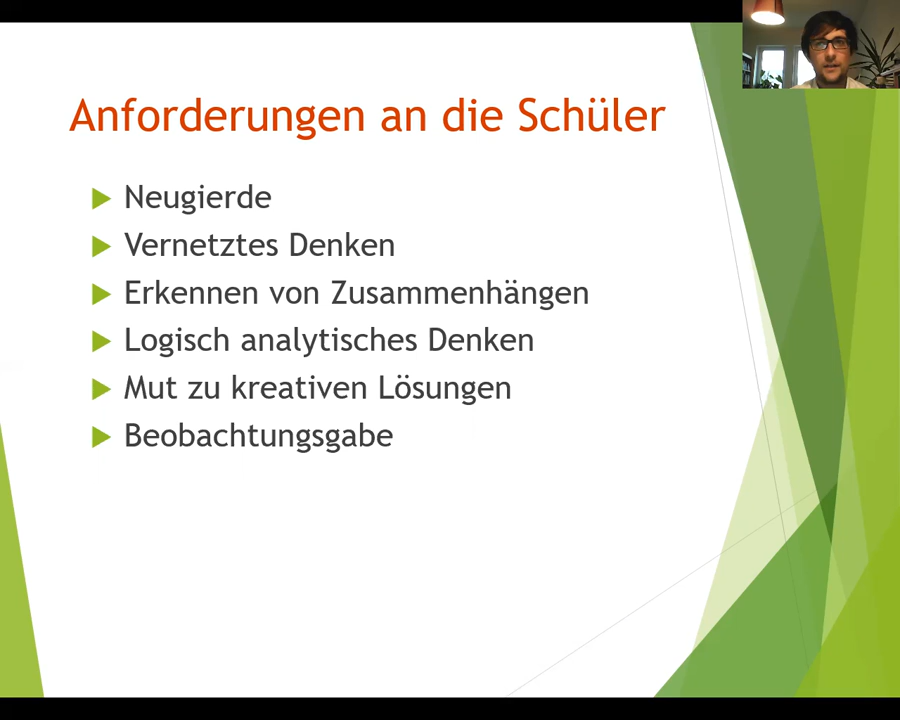 Anforderungen an die Schüler
Neugierde
Vernetztes Denken
Erkennen von Zusammenhängen
Logisch analytisches Denken
Mut zu kreativen Lösungen
Beobachtungsgabe